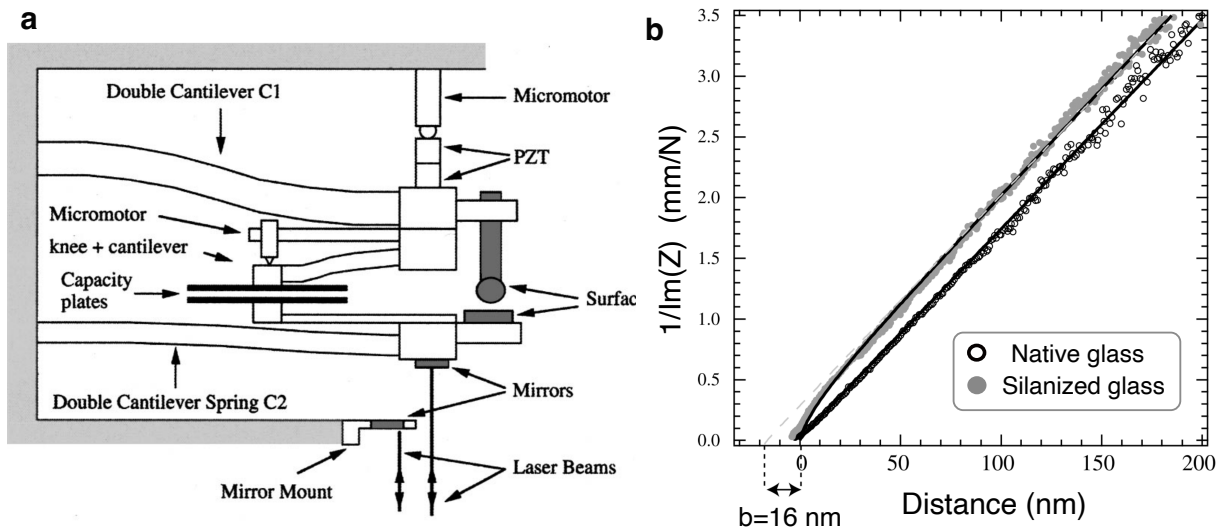 a
Double Cantilever C1
Micromotor
PZT
Micromotor
knee + cantilever
Capacity
plates
Surfac
Mirrors
Double Cantilever Spring C2
Laser Beams
Mirror Mount
b
1/Im(Z) (mm/N)
3.5
3.0
2.5
2.0
1.5
1.0
0.5
0.0
Native glass
Silanized glass
0 50 100 150 200
Distance (nm)
b=16 nm